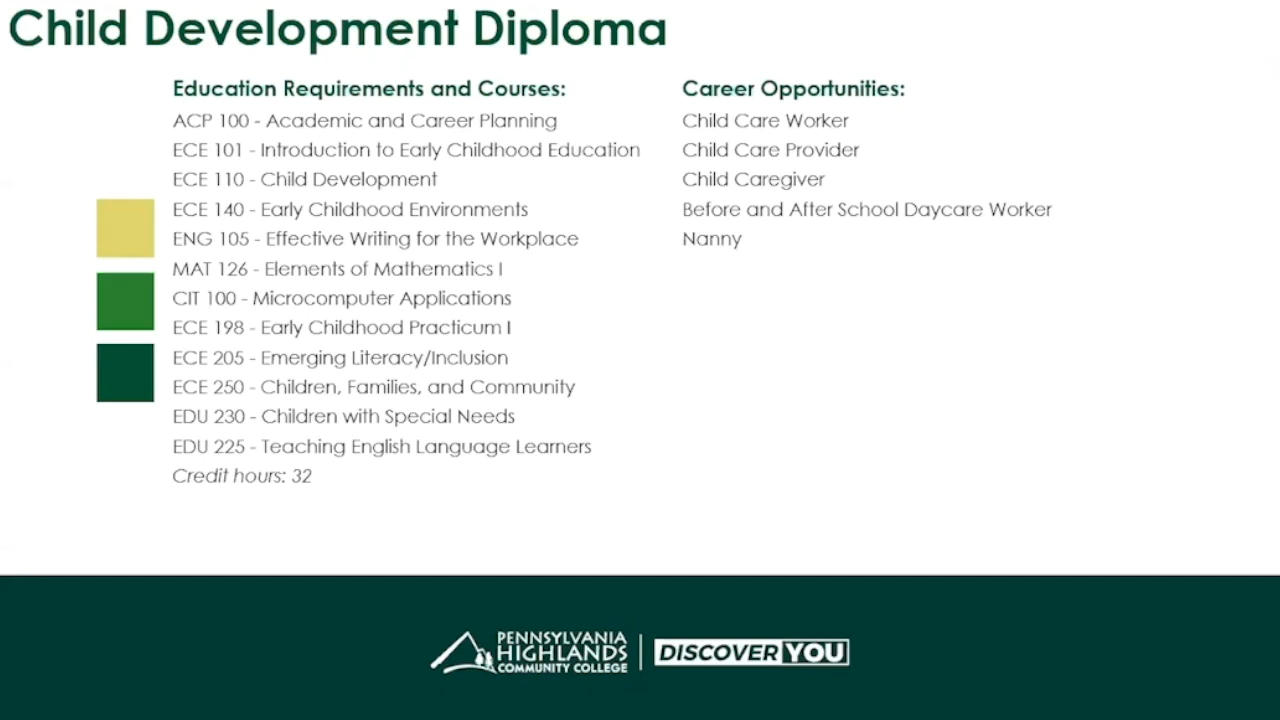 Child Development Diploma
Education Requirements and Courses:
ACP 100 - Academic and Career Planning
ECE 101 - Introduction to Early Childhood Education
ECE 110 - Child Development
ECE 140 - Early Childhood Environments
ENG 105 - Effective Writing for the Workplace
MAT 126 - Elements of Mathematics I
CIT 100 - Microcomputer Applications
ECE 198 - Early Childhood Practicum I
ECE 205 - Emerging Literacy/Inclusion
ECE 250 - Children, Families, and Community
EDU 230 - Children with Special Needs
EDU 225 - Teaching English Language Learners
Credit hours: 32
Career Opportunities:
Child Care Worker
Child Care Provider
Child Caregiver
Before and After School Daycare Worker
Nanny
PENNSYLVANIA
HIGHLANDS
COMMUNITY COLLEGE
DISCOVER YOU